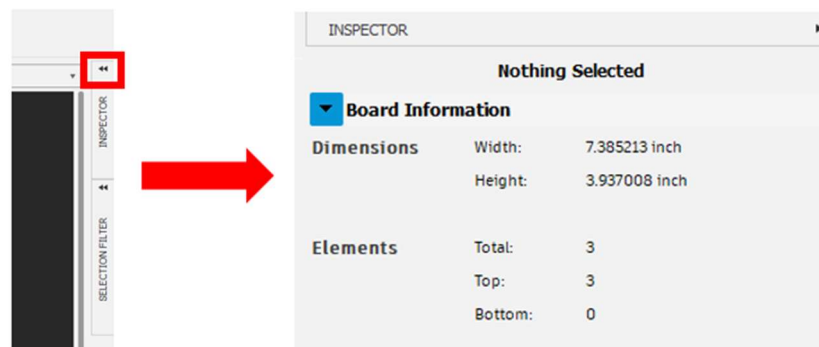 INSPECTOR
SELECTION FILTER
INSPECTOR
Nothing Selected
Board Information
Dimensions Width: 7.385213 inch
Height: 3.937008 inch
Elements Total: 3
Top: 3
Bottom: 0